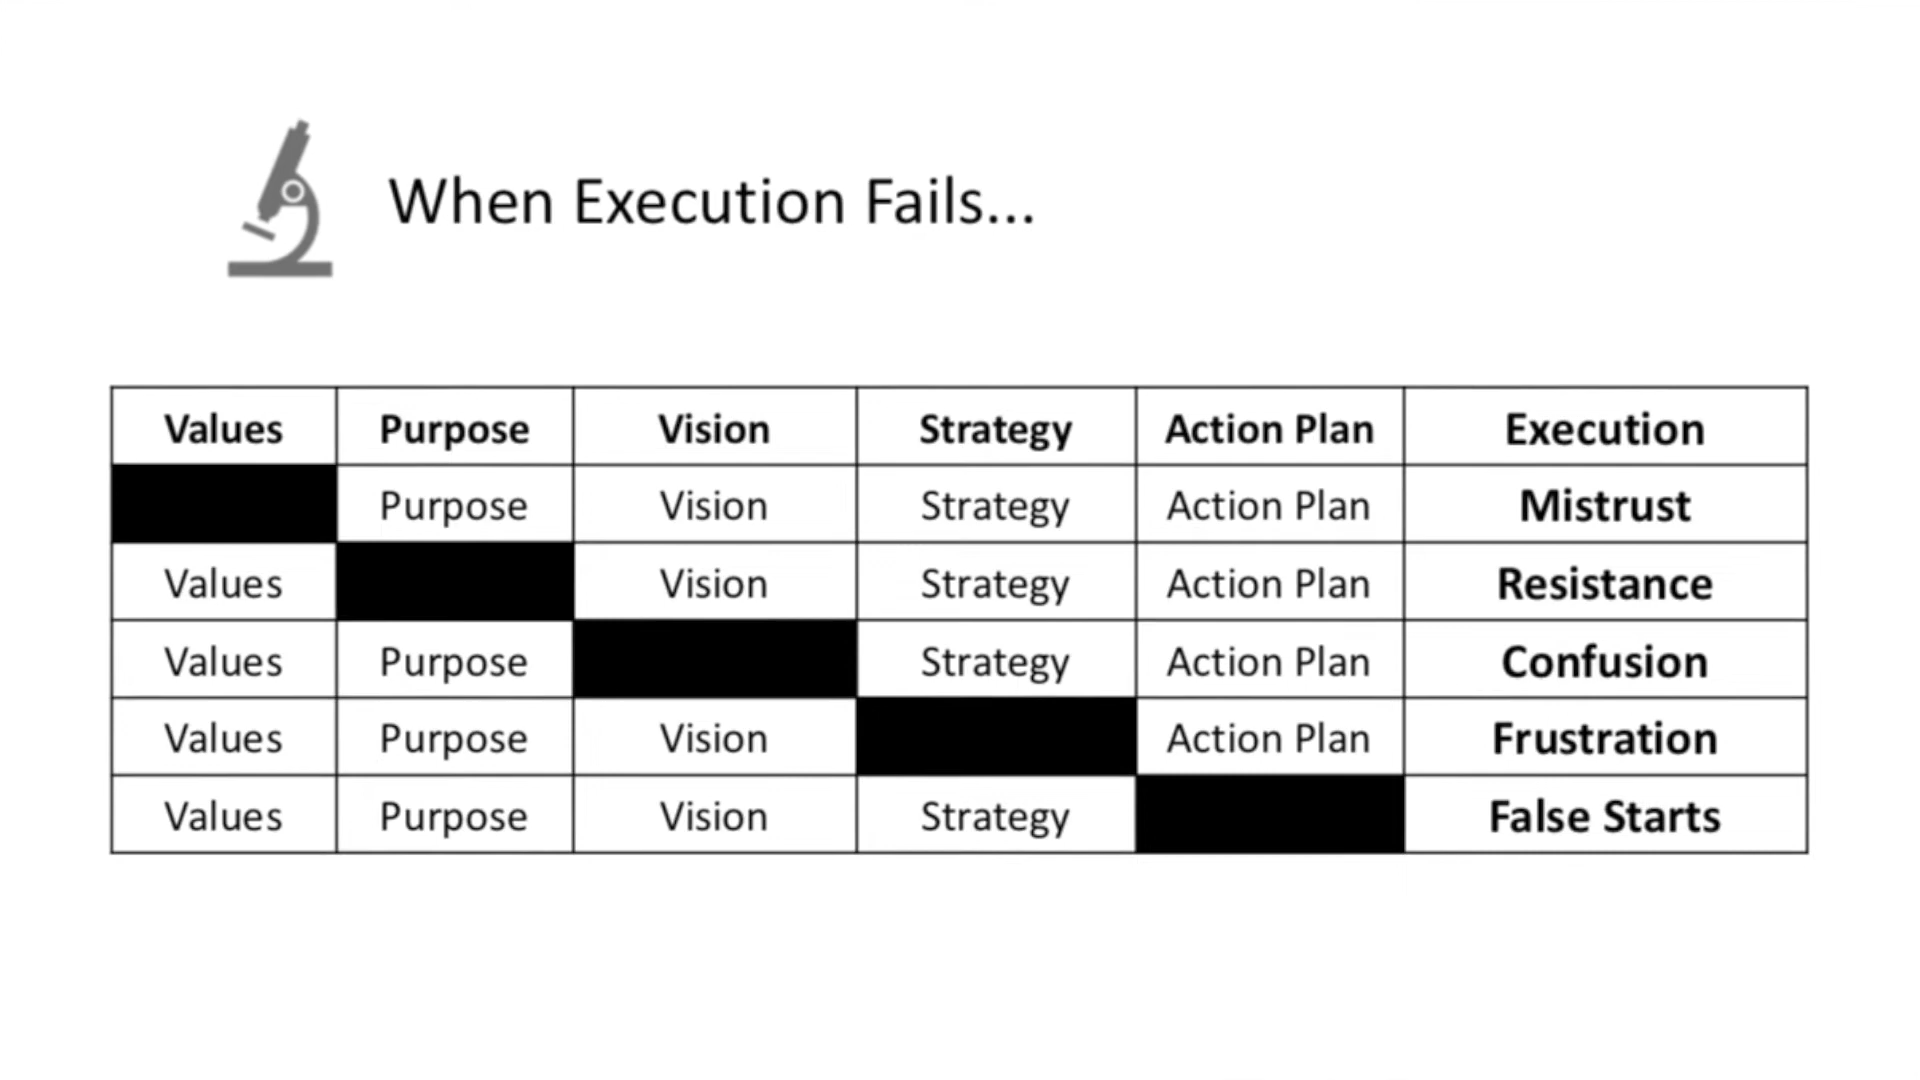 When Execution Fails...
Values Purpose Vision Strategy Action Plan Execution
Purpose Vision Strategy Action Plan Mistrust
Values Vision Strategy Action Plan Resistance
Values Purpose Strategy Action Plan Confusion
Values Purpose Vision Action Plan Frustration
Values Purpose Vision Strategy False Starts